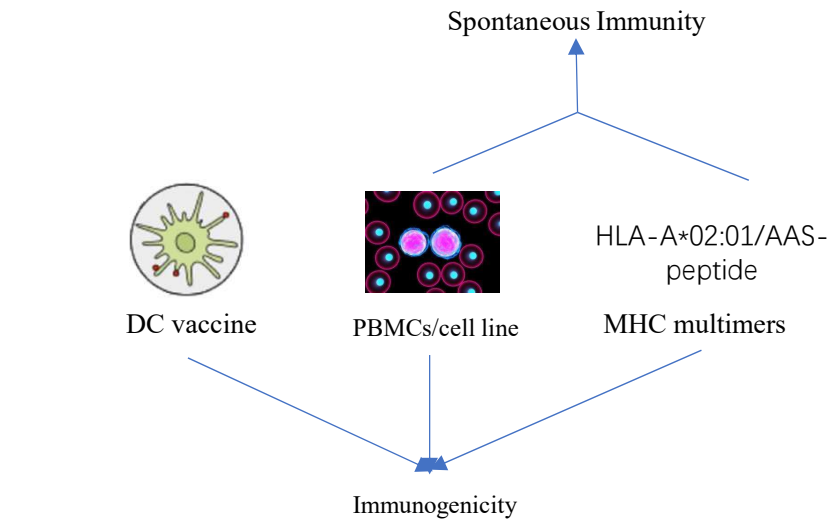 Spontaneous Immunity
HLA-A*02:01/AAS-
peptide
DC vaccine
PBMCs/cell line
MHC multimers
Immunogenicity